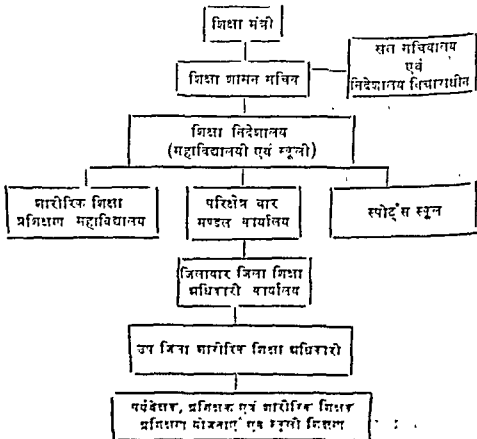 शिक्षा मंत्री
शिक्षा शासन सचिव
खेल सचिवालय
एवं
निदेशालय विचाराधीन
शिक्षा निदेशालय
(महाविद्यालयी एवं स्कूली)
शारीरिक शिक्षा
प्रशिक्षण महाविद्यालय
परिक्षेत्र वार
मण्डल कार्यालय
स्पोर्ट्स स्कूल
जिलावार जिला शिक्षा
अधिकारी कार्यालय
उप जिला शारीरिक शिक्षा अधिकारी
पर्यवेक्षक, प्रशिक्षक एवं शारीरिक शिक्षक
प्रशिक्षण योजनाएँ एवं स्कूली शिक्षण